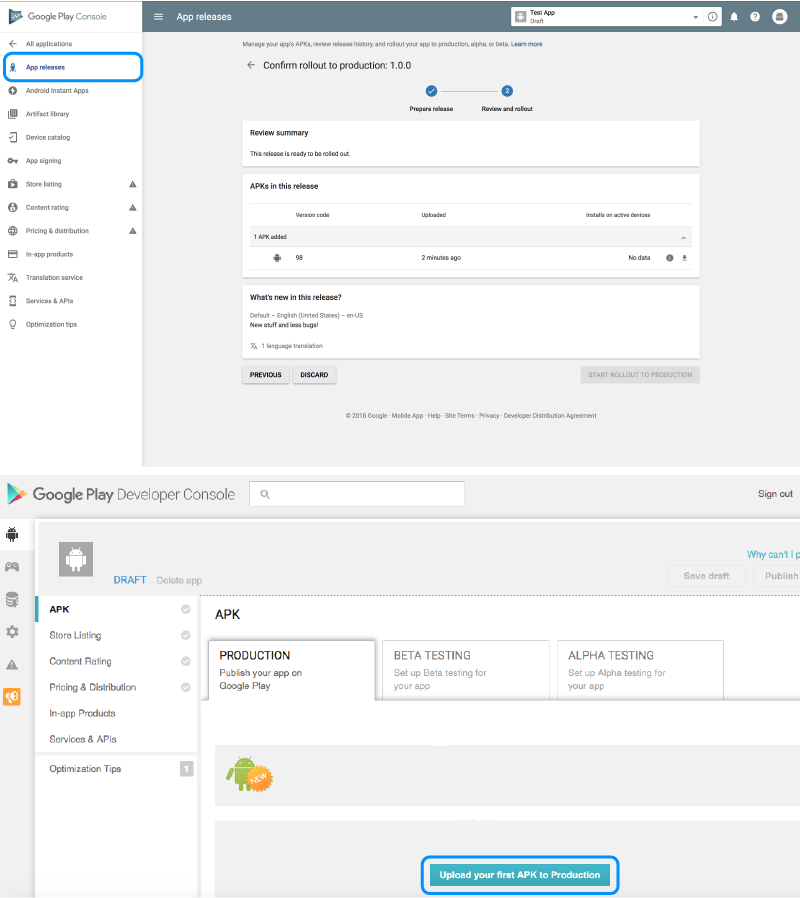 Google Play Console
App releases
Test App
Draft
All applications
App releases
Android Instant Apps
Artifact library
Device catalog
App signing
Store listing
Content rating
Pricing & distribution
In-app products
Translation service
Services & APIs
Optimization tips
Manage your app's APKs, review release history, and rollout your app to production, alpha, or beta. Learn more
Confirm rollout to production: 1.0.0
2
Prepare release
Review and rollout
Review summary
This release is ready to be rolled out.
APKs in this release
Version code Uploaded Installs on active devices
1 APK added
98 2 minutes ago No data
What's new in this release?
Default – English (United States) – en-US
New stuff and less bugs!
1 language translation
PREVIOUS DISCARD START ROLLOUT TO PRODUCTION
© 2018 Google · Mobile App · Help · Site Terms · Privacy · Developer Distribution Agreement
Google Play Developer Console
Sign out
Why can't I p
DRAFT Delete app
Save draft Publish
APK
Store Listing
Content Rating
Pricing & Distribution
In-app Products
Services & APIs
Optimization Tips 1
APK
PRODUCTION
Publish your app on
Google Play
BETA TESTING
Set up Beta testing for
your app
ALPHA TESTING
Set up Alpha testing for
your app
NEW
Upload your first APK to Production